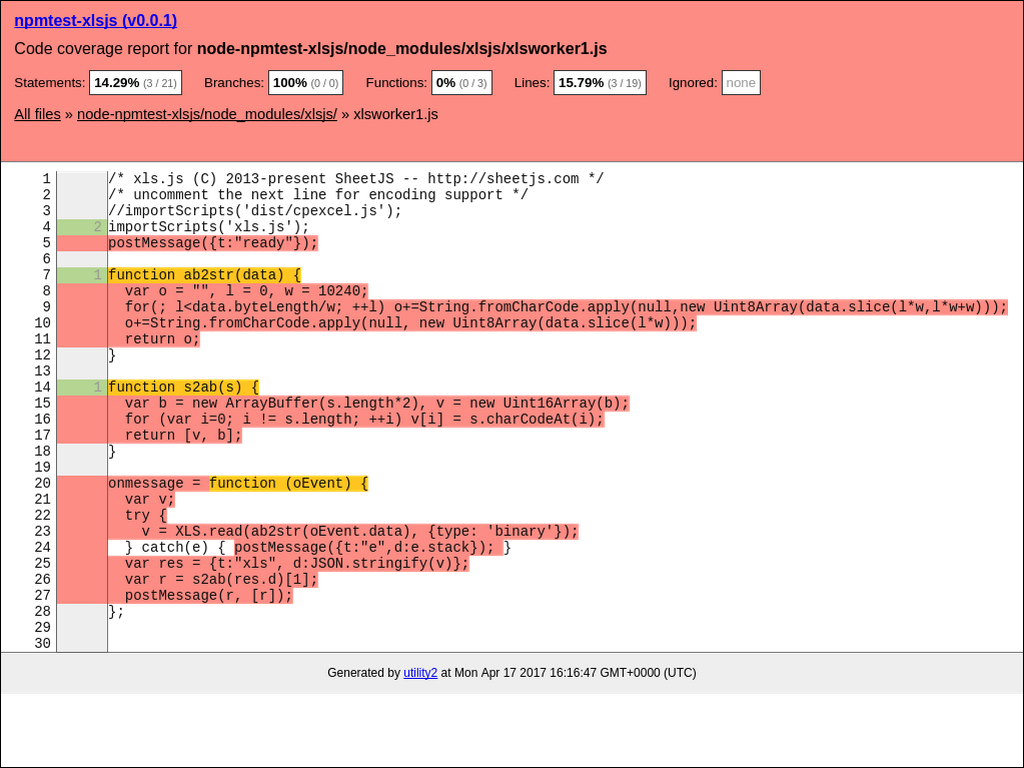 npmtest-xlsjs (v0.0.1)
Code coverage report for node-npmtest-xlsjs/node_modules/xlsjs/xlsworker1.js
Statements: 14.29% (3 / 21) Branches: 100% (0 / 0) Functions: 0% (0 / 3) Lines: 15.79% (3 / 19) Ignored: none
All files » node-npmtest-xlsjs/node_modules/xlsjs/ » xlsworker1.js
1 /* xls.js (C) 2013-present SheetJS -- http://sheetjs.com */
2 /* uncomment the next line for encoding support */
3 //importScripts('dist/cpexcel.js');
4 2 importScripts('xls.js');
5 postMessage({t:"ready"});
6
7 1 function ab2str(data) {
8 var o = "", l = 0, w = 10240;
9 for(; l<data.byteLength/w; ++l) o+=String.fromCharCode.apply(null,new Uint8Array(data.slice(l*w,l*w+w)));
10 o+=String.fromCharCode.apply(null, new Uint8Array(data.slice(l*w)));
11 return o;
12 }
13
14 1 function s2ab(s) {
15 var b = new ArrayBuffer(s.length*2), v = new Uint16Array(b);
16 for (var i=0; i != s.length; ++i) v[i] = s.charCodeAt(i);
17 return [v, b];
18 }
19
20 onmessage = function (oEvent) {
21 var v;
22 try {
23 v = XLS.read(ab2str(oEvent.data), {type: 'binary'});
24 } catch(e) { postMessage({t:"e",d:e.stack}); }
25 var res = {t:"xls", d:JSON.stringify(v)};
26 var r = s2ab(res.d)[1];
27 postMessage(r, [r]);
28 };
29
30
Generated by utility2 at Mon Apr 17 2017 16:16:47 GMT+0000 (UTC)